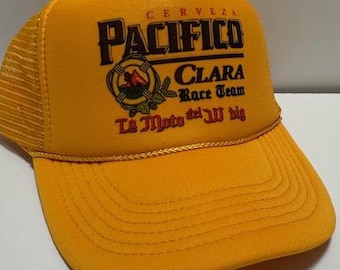 CERVEZA
PACIFICO
CLARA
Race Team
La Moto del